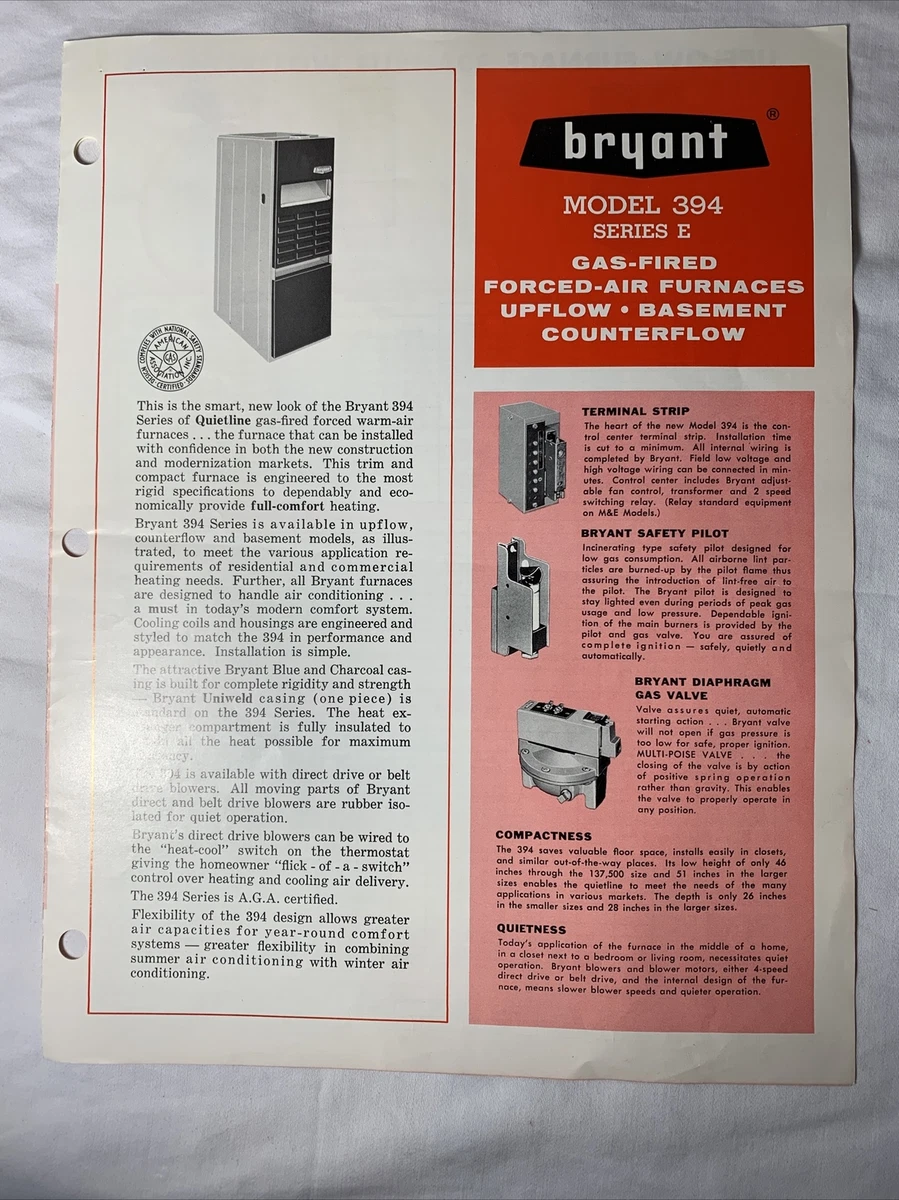 COMPLIES WITH NATIONAL SAFETY STANDARDS
DESIGN CERTIFIED
AMERICAN GAS ASSOCIATION INC.
This is the smart, new look of the Bryant 394
Series of Quietline gas-fired forced warm-air
furnaces . . . the furnace that can be installed
with confidence in both the new construction
and modernization markets. This trim and
compact furnace is engineered to the most
rigid specifications to dependably and eco-
nomically provide full-comfort heating.
Bryant 394 Series is available in upflow,
counterflow and basement models, as illus-
trated, to meet the various application re-
quirements of residential and commercial
heating needs. Further, all Bryant furnaces
are designed to handle air conditioning . . .
a must in today's modern comfort system.
Cooling coils and housings are engineered and
styled to match the 394 in performance and
appearance. Installation is simple.
The attractive Bryant Blue and Charcoal cas-
ing is built for complete rigidity and strength
— Bryant Uniweld casing (one piece) is
standard on the 394 Series. The heat ex-
compartment is fully insulated to
all the heat possible for maximum
The 394 is available with direct drive or belt
drive blowers. All moving parts of Bryant
direct and belt drive blowers are rubber iso-
lated for quiet operation.
Bryant's direct drive blowers can be wired to
the "heat-cool" switch on the thermostat
giving the homeowner "flick - of - a - switch"
control over heating and cooling air delivery.
The 394 Series is A.G.A. certified.
Flexibility of the 394 design allows greater
air capacities for year-round comfort
systems — greater flexibility in combining
summer air conditioning with winter air
conditioning.
bryant ®
MODEL 394
SERIES E
GAS-FIRED
FORCED-AIR FURNACES
UPFLOW • BASEMENT
COUNTERFLOW
TERMINAL STRIP
The heart of the new Model 394 is the con-
trol center terminal strip. Installation time
is cut to a minimum. All internal wiring is
completed by Bryant. Field low voltage and
high voltage wiring can be connected in min-
utes. Control center includes Bryant adjust-
able fan control, transformer and 2 speed
switching relay. (Relay standard equipment
on M&E Models.)
BRYANT SAFETY PILOT
Incinerating type safety pilot designed for
low gas consumption. All airborne lint par-
ticles are burned-up by the pilot flame thus
assuring the introduction of lint-free air to
the pilot. The Bryant pilot is designed to
stay lighted even during periods of peak gas
usage and low pressure. Dependable igni-
tion of the main burners is provided by the
pilot and gas valve. You are assured of
complete ignition — safely, quietly and
automatically.
BRYANT DIAPHRAGM
GAS VALVE
Valve assures quiet, automatic
starting action . . . Bryant valve
will not open if gas pressure is
too low for safe, proper ignition.
MULTI-POISE VALVE . . . the
closing of the valve is by action
of positive spring operation
rather than gravity. This enables
the valve to properly operate in
any position.
COMPACTNESS
The 394 saves valuable floor space, installs easily in closets,
and similar out-of-the-way places. Its low height of only 46
inches through the 137,500 size and 51 inches in the larger
sizes enables the quietline to meet the needs of the many
applications in various markets. The depth is only 26 inches
in the smaller sizes and 28 inches in the larger sizes.
QUIETNESS
Today's application of the furnace in the middle of a home,
in a closet next to a bedroom or living room, necessitates quiet
operation. Bryant blowers and blower motors, either 4-speed
direct drive or belt drive, and the internal design of the fur-
nace, means slower blower speeds and quieter operation.